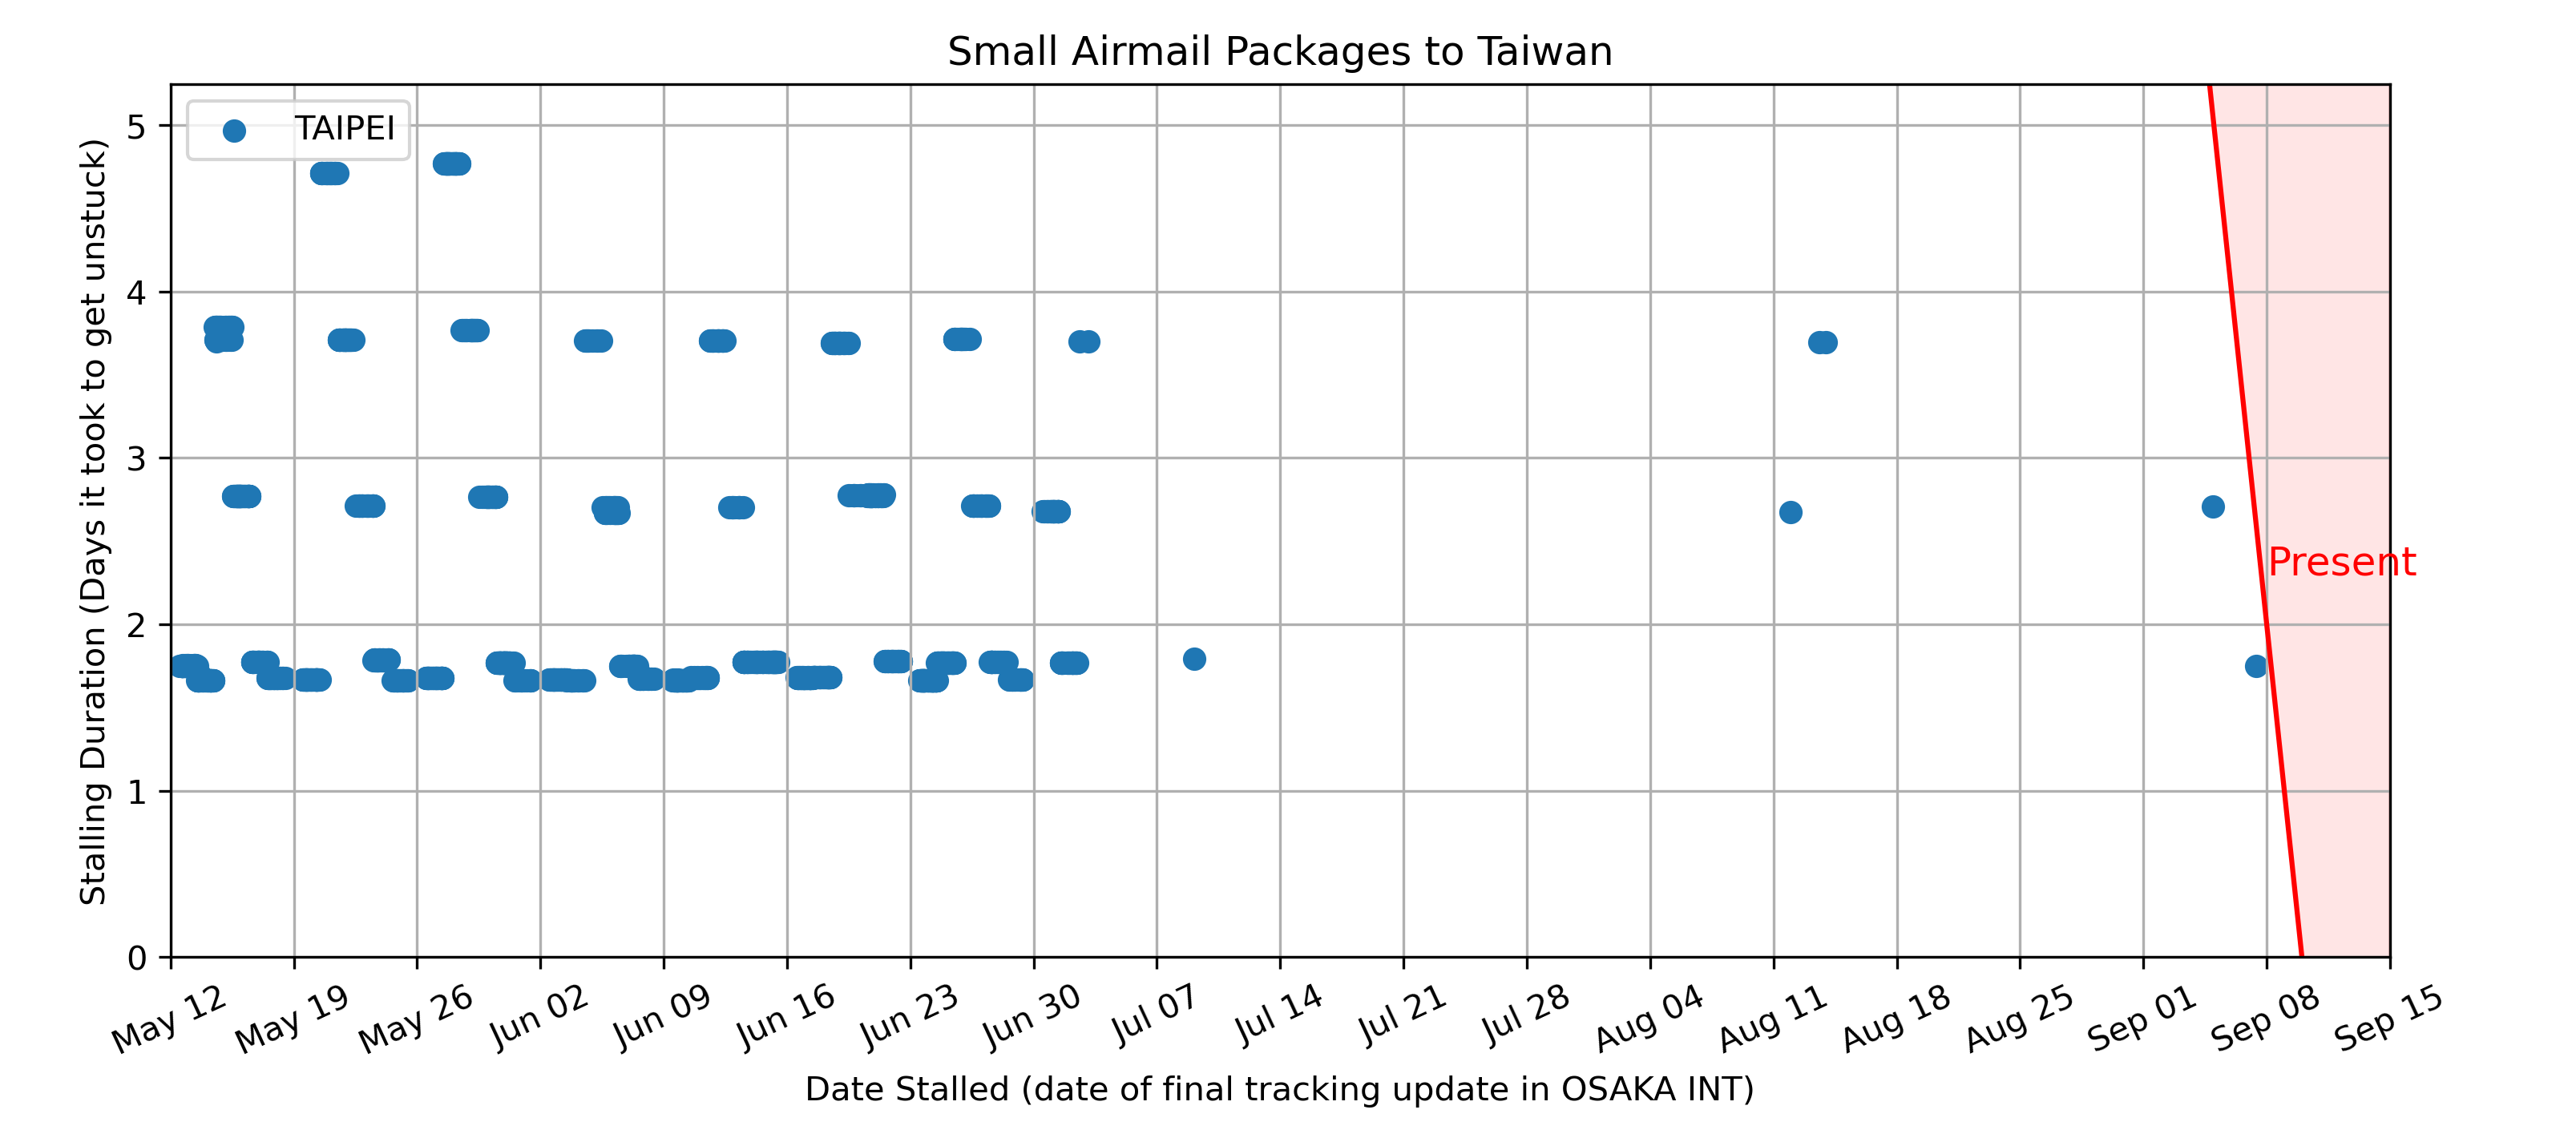 Small Airmail Packages to Taiwan
TAIPEI
Stalling Duration (Days it took to get unstuck)
5
4
3
2
1
0
Present
May 12
May 19
May 26
Jun 02
Jun 09
Jun 16
Jun 23
Jun 30
Jul 07
Jul 14
Jul 21
Jul 28
Aug 04
Aug 11
Aug 18
Aug 25
Sep 01
Sep 08
Sep 15
Date Stalled (date of final tracking update in OSAKA INT)